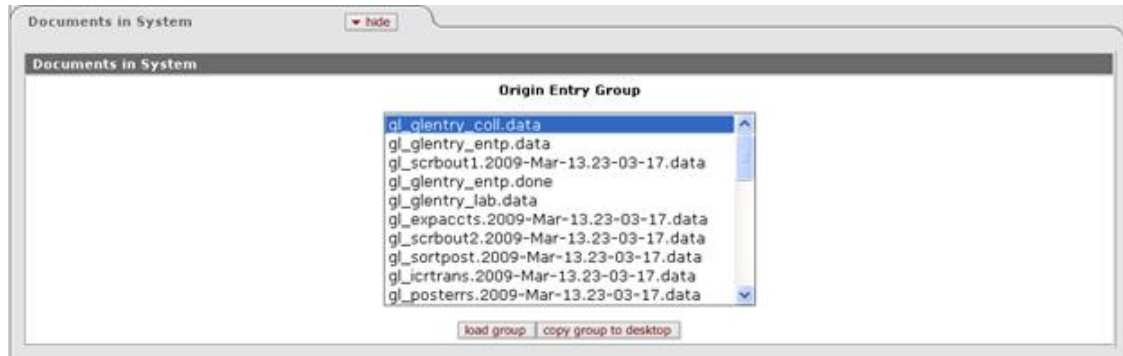 Documents in System
hide
Documents in System
Origin Entry Group
gl_glentry_coll.data
gl_glentry_entp.data
gl_scrbout1.2009-Mar-13.23-03-17.data
gl_glentry_entp.done
gl_glentry_lab.data
gl_expaccts.2009-Mar-13.23-03-17.data
gl_scrbout2.2009-Mar-13.23-03-17.data
gl_sortpost.2009-Mar-13.23-03-17.data
gl_icrtrans.2009-Mar-13.23-03-17.data
gl_posterrs.2009-Mar-13.23-03-17.data
load group copy group to desktop